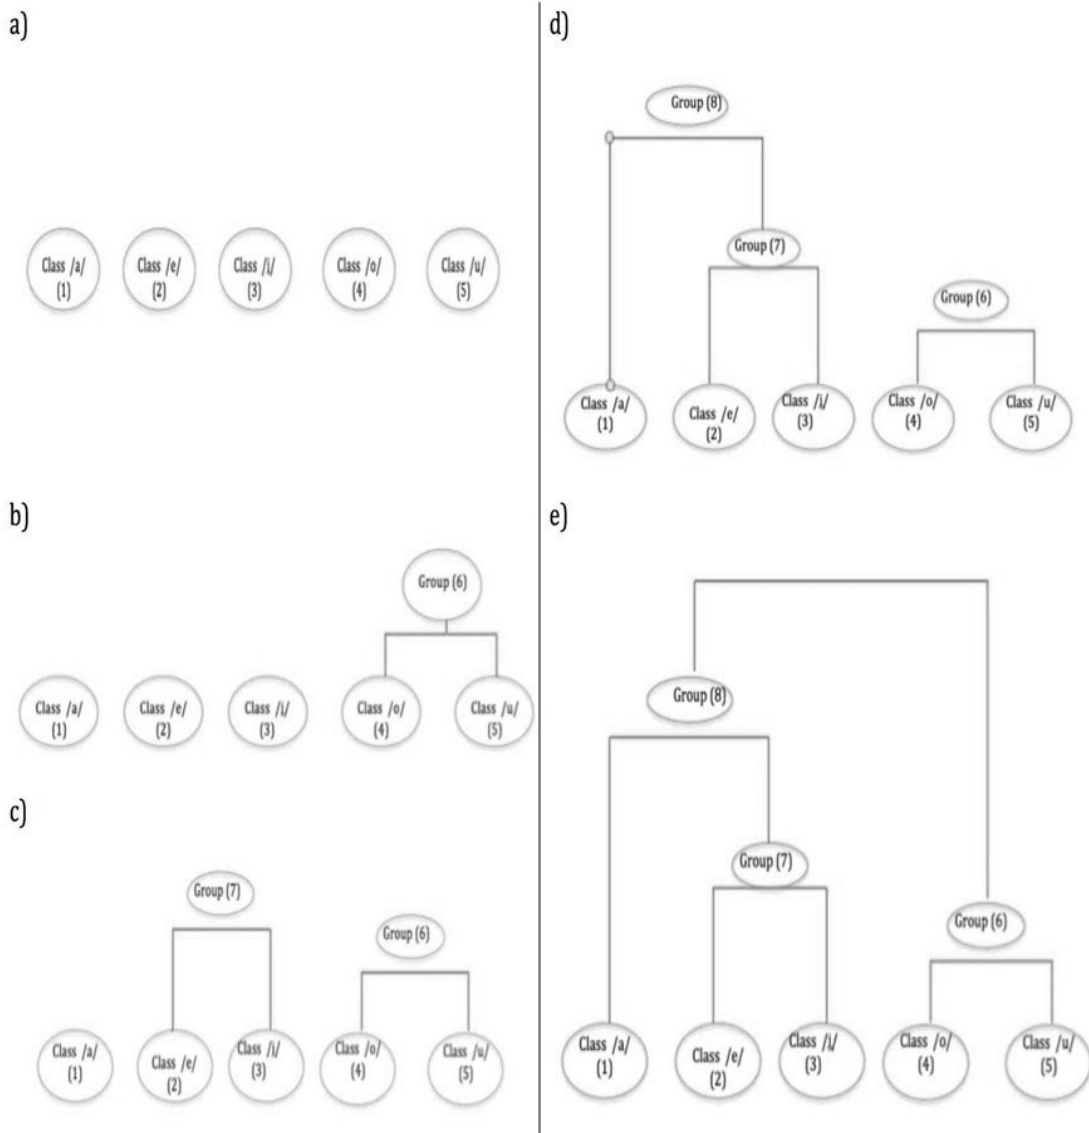 a)
Class /a/
(1)
Class /e/
(2)
Class /i/
(3)
Class /o/
(4)
Class /u/
(5)
b)
Group (6)
Class /a/
(1)
Class /e/
(2)
Class /i/
(3)
Class /o/
(4)
Class /u/
(5)
c)
Group (7)
Group (6)
Class /a/
(1)
Class /e/
(2)
Class /i/
(3)
Class /o/
(4)
Class /u/
(5)
d)
Group (8)
Group (7)
Group (6)
Class /a/
(1)
Class /e/
(2)
Class /i/
(3)
Class /o/
(4)
Class /u/
(5)
e)
Group (8)
Group (7)
Group (6)
Class /a/
(1)
Class /e/
(2)
Class /i/
(3)
Class /o/
(4)
Class /u/
(5)